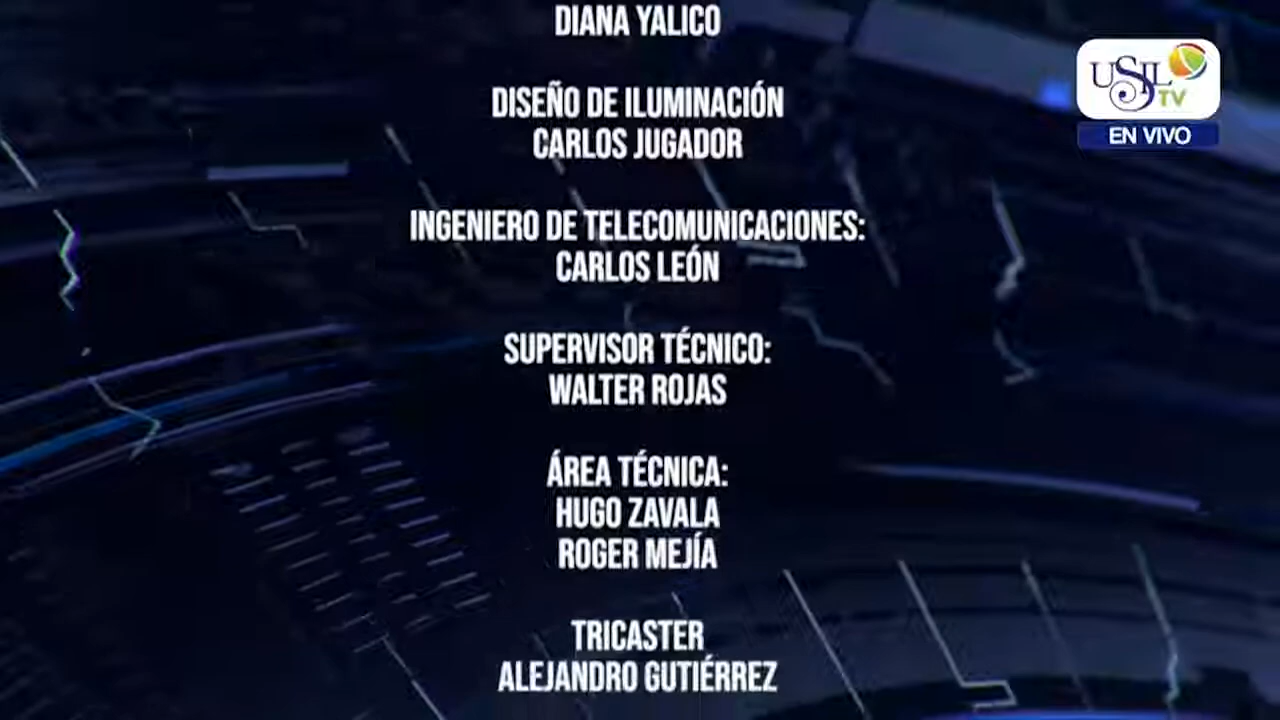 DIANA YALICO
USIL
TV
EN VIVO
DISEÑO DE ILUMINACIÓN
CARLOS JUGADOR
INGENIERO DE TELECOMUNICACIONES:
CARLOS LEÓN
SUPERVISOR TÉCNICO:
WALTER ROJAS
ÁREA TÉCNICA:
HUGO ZAVALA
ROGER MEJÍA
TRICASTER
ALEJANDRO GUTIÉRREZ